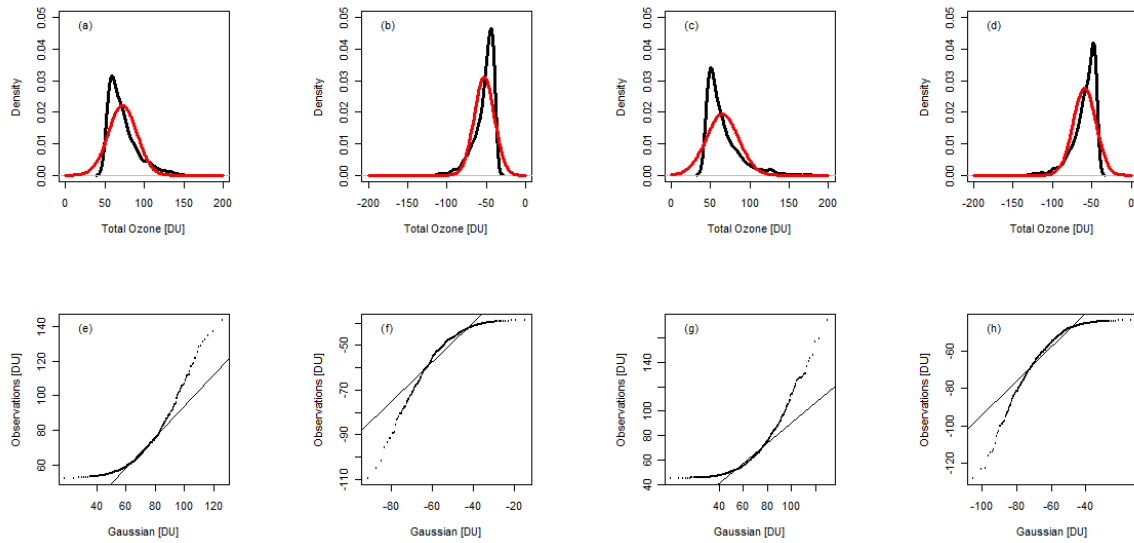 (a)
Density
0.00 0.01 0.02 0.03 0.04 0.05
0 50 100 150 200
Total Ozone [DU]
(b)
Density
0.00 0.01 0.02 0.03 0.04 0.05
-200 -150 -100 -50 0
Total Ozone [DU]
(c)
Density
0.00 0.01 0.02 0.03 0.04 0.05
0 50 100 150 200
Total Ozone [DU]
(d)
Density
0.00 0.01 0.02 0.03 0.04 0.05
-200 -150 -100 -50 0
Total Ozone [DU]
(e)
Observations [DU]
60 80 100 120 140
40 60 80 100 120
Gaussian [DU]
(f)
Observations [DU]
-110 -90 -70 -50
-80 -60 -40 -20
Gaussian [DU]
(g)
Observations [DU]
40 60 80 100 120 160
20 40 60 80 100
Gaussian [DU]
(h)
Observations [DU]
-120 -100 -80 -60
-100 -80 -60 -40 -20
Gaussian [DU]